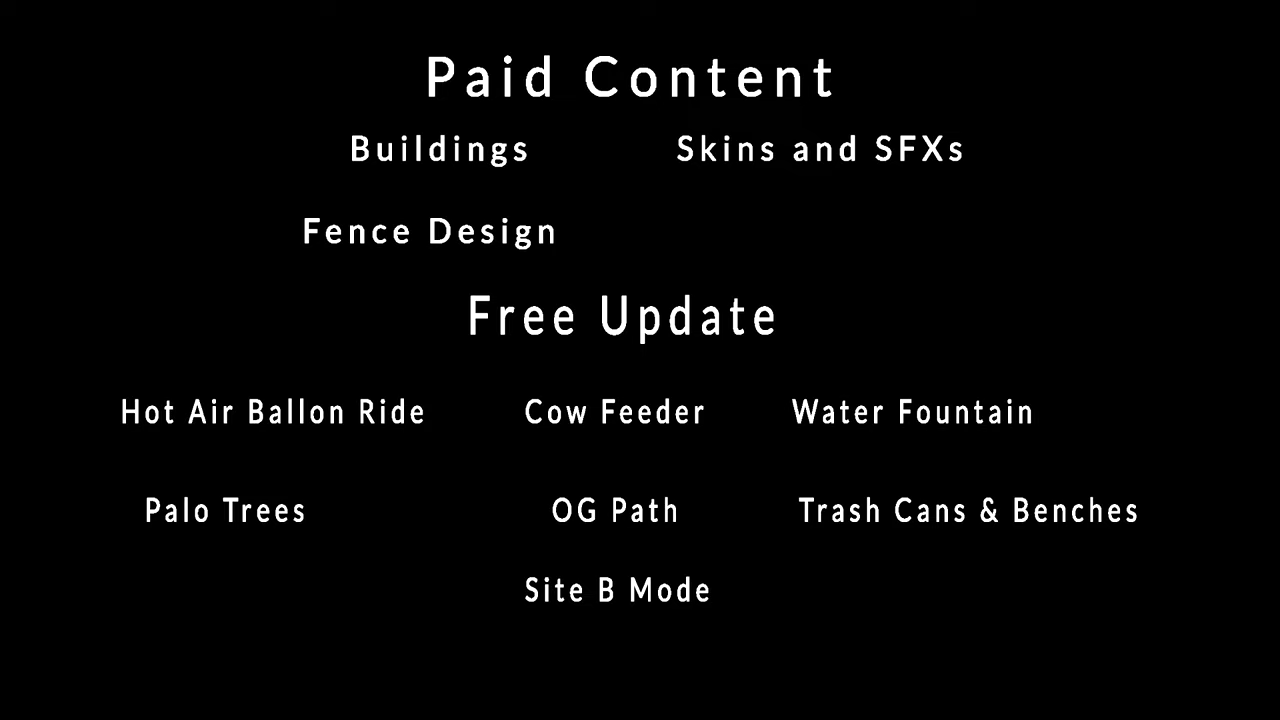 Paid Content
Buildings Skins and SFXs
Fence Design
Free Update
Hot Air Ballon Ride Cow Feeder Water Fountain
Palo Trees OG Path Trash Cans & Benches
Site B Mode